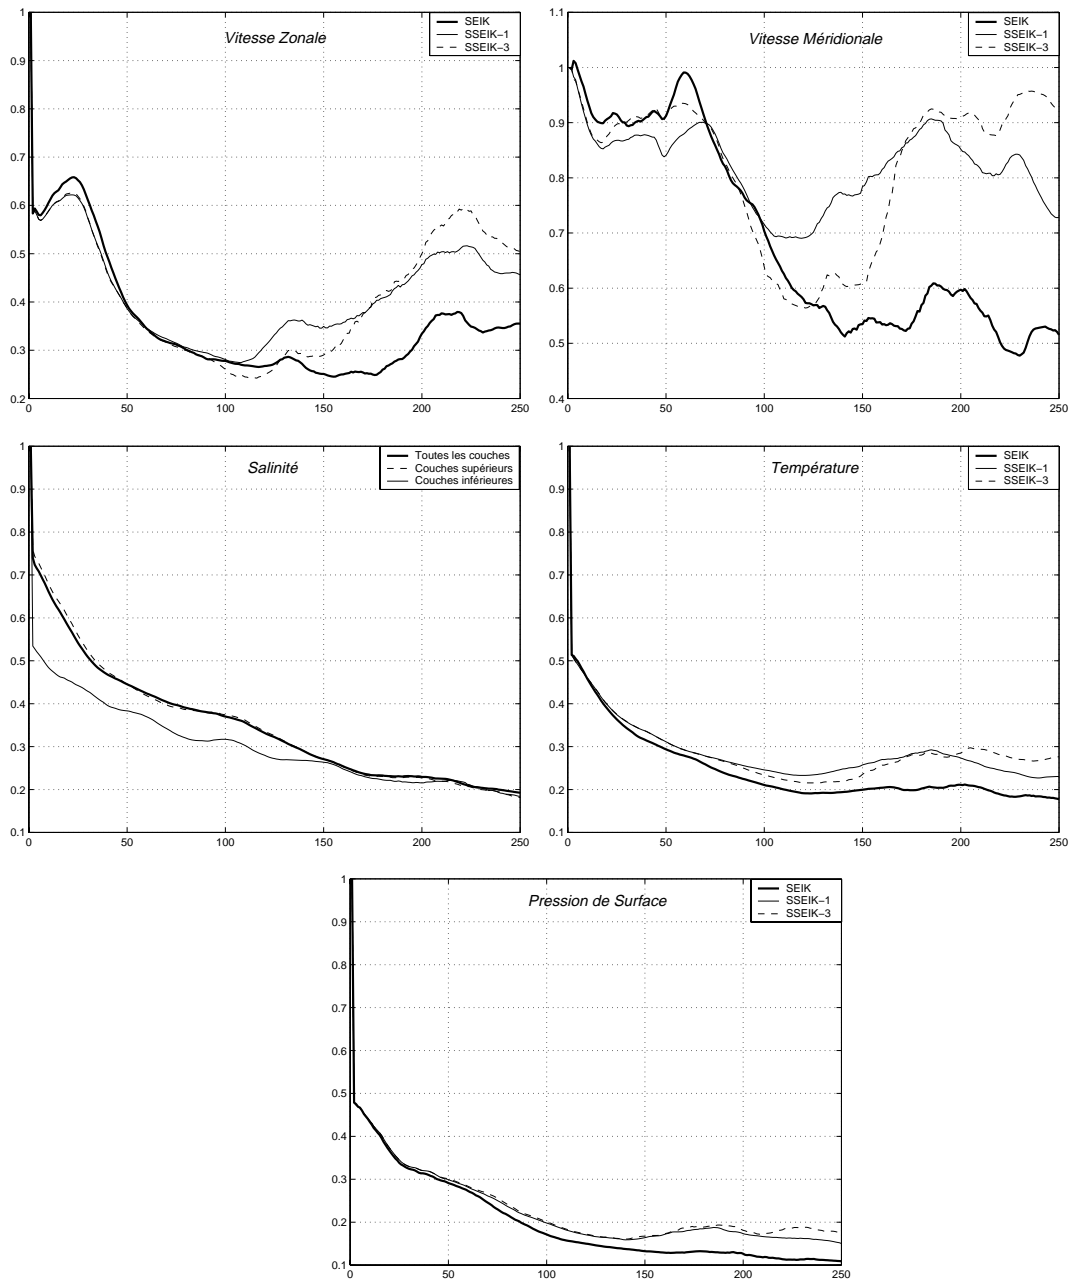 Vitesse Zonale
SEIK
SSEIK-1
SSEIK-3
1
0.9
0.8
0.7
0.6
0.5
0.4
0.3
0.2
0 50 100 150 200 250
Vitesse Méridionale
SEIK
SSEIK-1
SSEIK-3
1.1
1
0.9
0.8
0.7
0.6
0.5
0.4
0 50 100 150 200 250
Salinité
Toutes les couches
Couches supérieurs
Couches inférieures
1
0.9
0.8
0.7
0.6
0.5
0.4
0.3
0.2
0.1
0 50 100 150 200 250
Température
SEIK
SSEIK-1
SSEIK-3
1
0.9
0.8
0.7
0.6
0.5
0.4
0.3
0.2
0.1
0 50 100 150 200 250
Pression de Surface
SEIK
SSEIK-1
SSEIK-3
1
0.9
0.8
0.7
0.6
0.5
0.4
0.3
0.2
0.1
0 50 100 150 200 250